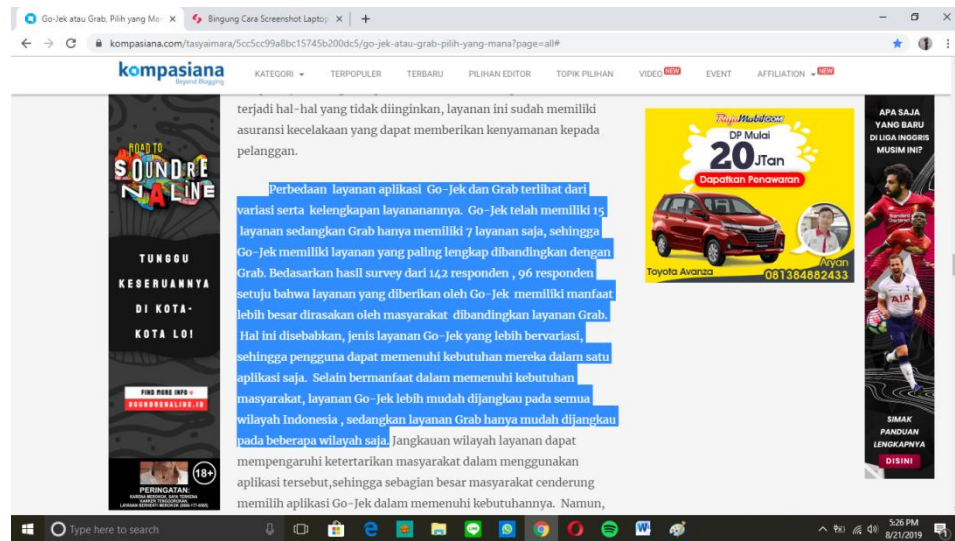 Go-Jek atau Grab, Pilih yang Ma
Bingung Cara Screenshot Laptop
kompasiana.com/tasyaimara/5cc5cc99a8bc15745b200dc5/go-jek-atau-grab-pilih-yang-mana?page=all#
kompasiana
Beyond Blogging
KATEGORI
TERPOPULER
TERBARU
PILIHAN EDITOR
TOPIK PILIHAN
VIDEO NEW
EVENT
AFFILIATION NEW
ROAD TO
SOUNDRE
NALINE
TUNGGU
KESERUANNYA
DI KOTA-
KOTA LO!
FIND MORE INFO
SOUNDRENALINE.ID
18+
PERINGATAN:
terjadi hal-hal yang tidak diinginkan, layanan ini sudah memiliki
asuransi kecelakaan yang dapat memberikan kenyamanan kepada
pelanggan.
Perbedaan layanan aplikasi Go-Jek dan Grab terlihat dari
variasi serta kelengkapan layananannya. Go-Jek telah memiliki 15
layanan sedangkan Grab hanya memiliki 7 layanan saja, sehingga
Go-Jek memiliki layanan yang paling lengkap dibandingkan dengan
Grab. Bedasarkan hasil survey dari 142 responden , 96 responden
setuju bahwa layanan yang diberikan oleh Go-Jek memiliki manfaat
lebih besar dirasakan oleh masyarakat dibandingkan layanan Grab.
Hal ini disebabkan, jenis layanan Go-Jek yang lebih bervariasi,
sehingga pengguna dapat memenuhi kebutuhan mereka dalam satu
aplikasi saja. Selain bermanfaat dalam memenuhi kebutuhan
masyarakat, layanan Go-Jek lebih mudah dijangkau pada semua
wilayah Indonesia , sedangkan layanan Grab hanya mudah dijangkau
pada beberapa wilayah saja. Jangkauan wilayah layanan dapat
mempengaruhi ketertarikan masyarakat dalam menggunakan
aplikasi tersebut,sehingga sebagian besar masyarakat cenderung
memilih aplikasi Go-Jek dalam memenuhi kebutuhannya. Namun,
RajaMobil.COM
DP Mulai
20JTan
Dapatkan Penawaran
Toyota Avanza
Aryan
081384882433
APA SAJA
YANG BARU
DI LIGA INGGRIS
MUSIM INI?
AIA
SIMAK
PANDUAN
LENGKAPNYA
DISINI
Type here to search
5:26 PM
8/21/2019